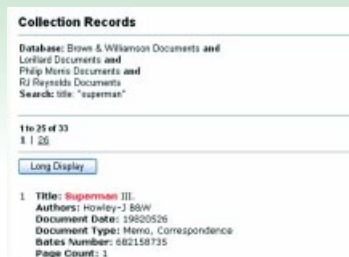 Collection Records
Database: Brown & Williamson Documents and
Lorillard Documents and
Philip Morris Documents and
RJ Reynolds Documents
Search: title: "superman"
1 to 25 of 33
1 | 26
Long Display
1 Title: Superman III.
Authors: Howley-J B&W
Document Date: 19820526
Document Type: Memo, Correspondence
Bates Number: 682158735
Page Count: 1